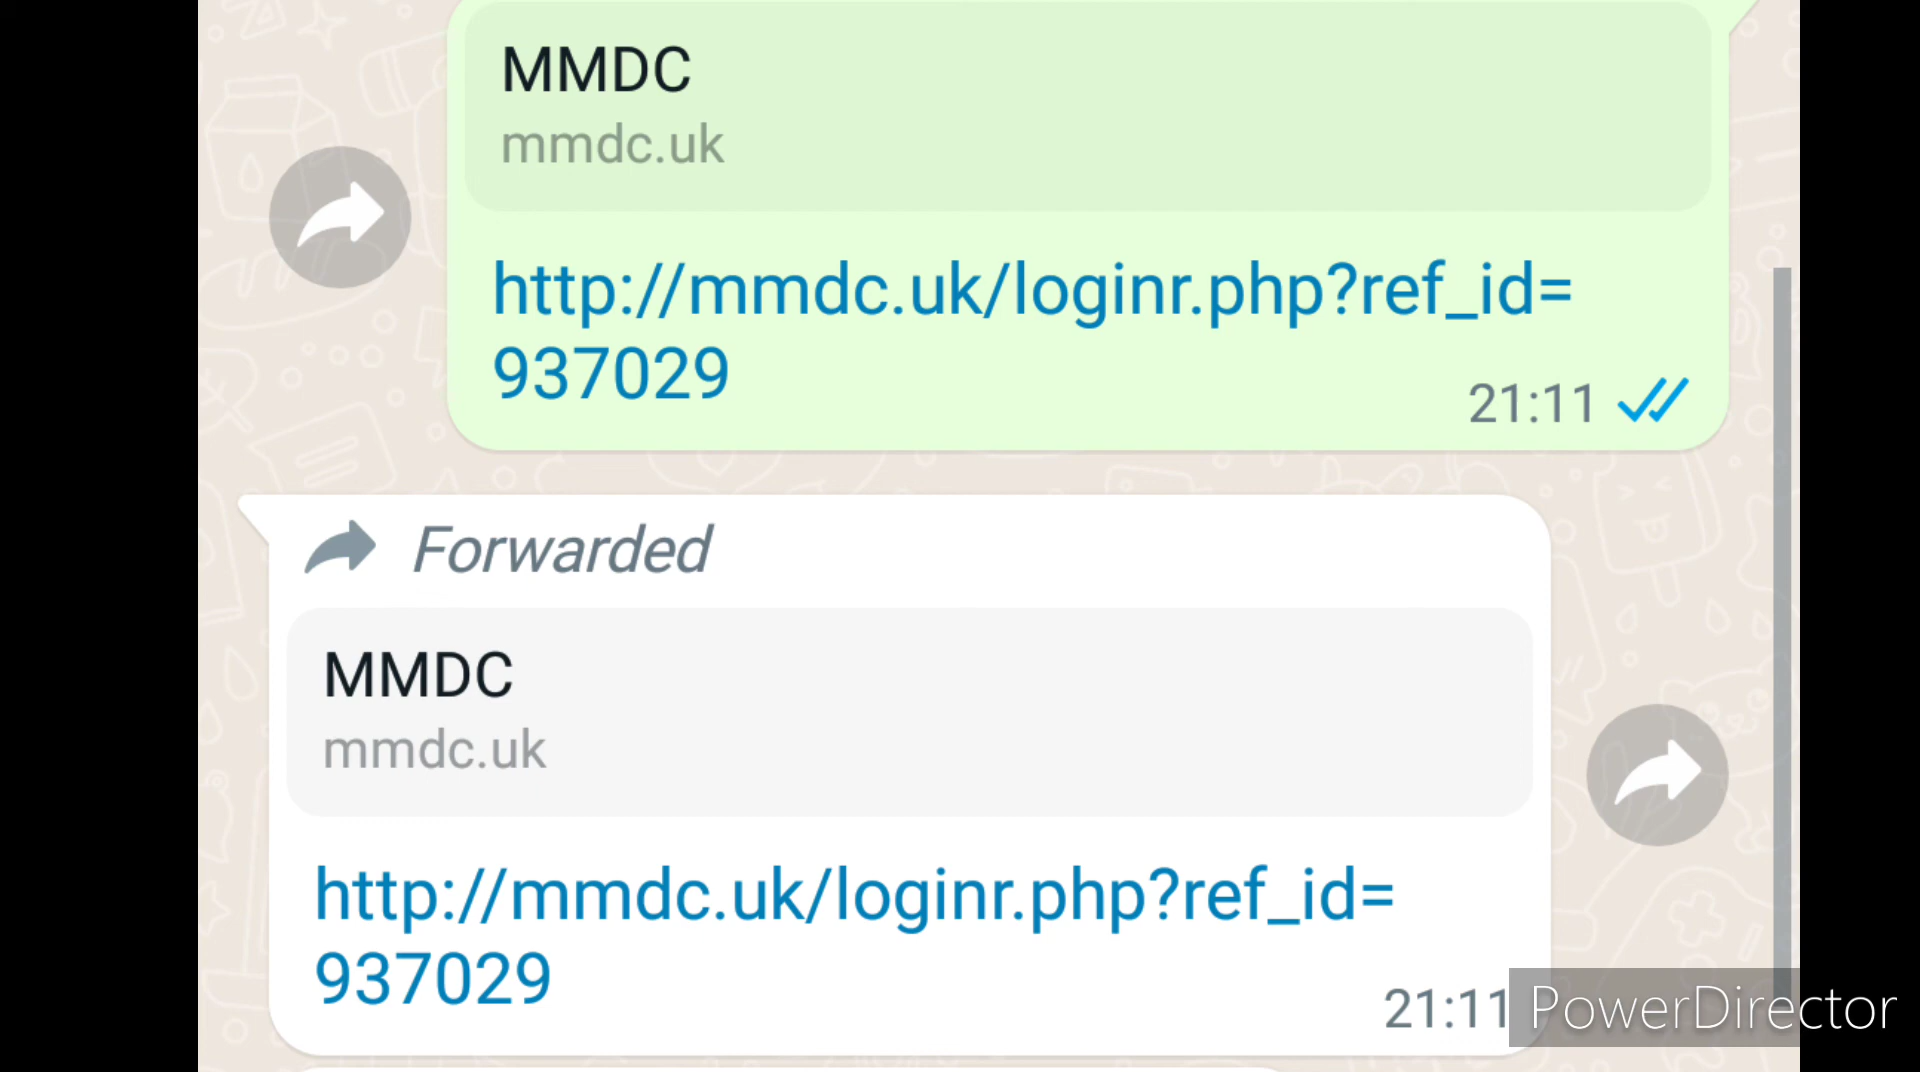 MMDC
mmdc.uk
http://mmdc.uk/loginr.php?ref_id=
937029
21:11
Forwarded
MMDC
mmdc.uk
http://mmdc.uk/loginr.php?ref_id=
937029
21:11
PowerDirector